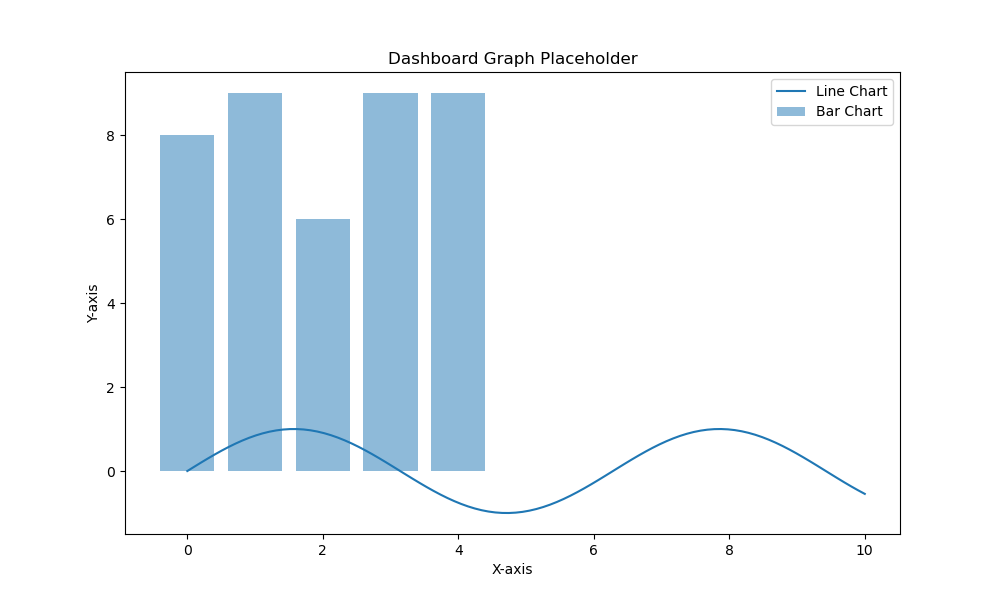 Dashboard Graph Placeholder
Line Chart
Bar Chart
8
6
4
2
0
Y-axis
0 2 4 6 8 10
X-axis